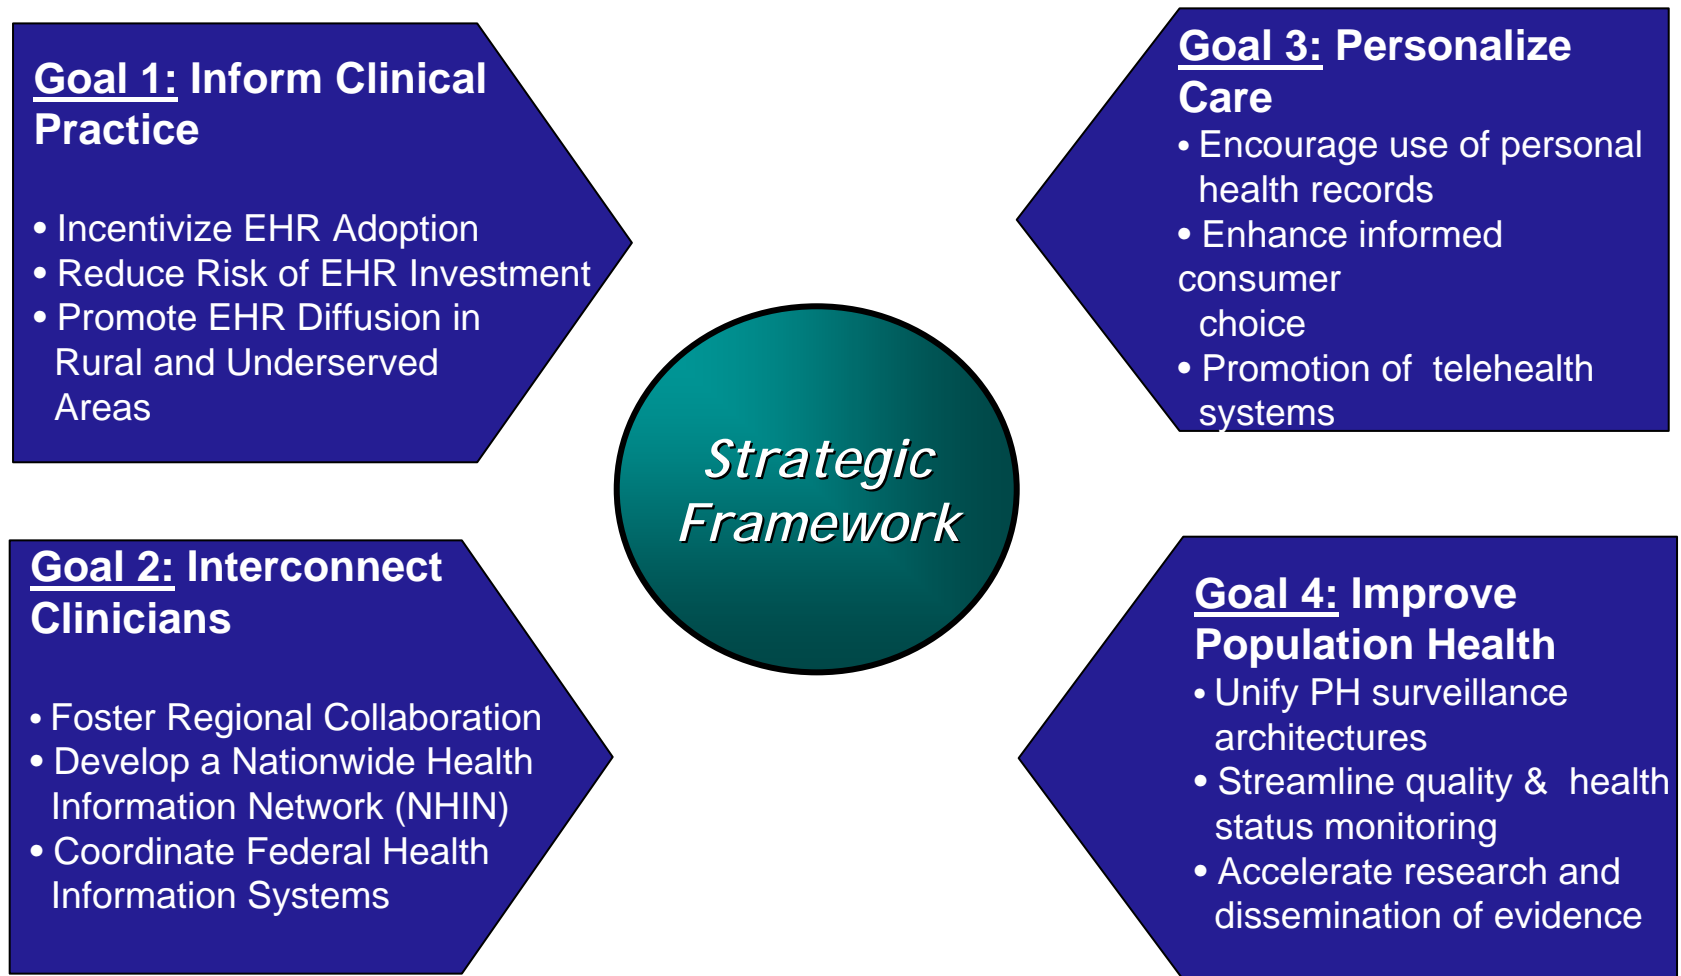 Goal 1: Inform Clinical
Practice
• Incentivize EHR Adoption
• Reduce Risk of EHR Investment
• Promote EHR Diffusion in
Rural and Underserved
Areas
Goal 2: Interconnect
Clinicians
• Foster Regional Collaboration
• Develop a Nationwide Health
Information Network (NHIN)
• Coordinate Federal Health
Information Systems
Strategic
Framework
Goal 3: Personalize
Care
• Encourage use of personal
health records
• Enhance informed
consumer
choice
• Promotion of telehealth
systems
Goal 4: Improve
Population Health
• Unify PH surveillance
architectures
• Streamline quality & health
status monitoring
• Accelerate research and
dissemination of evidence